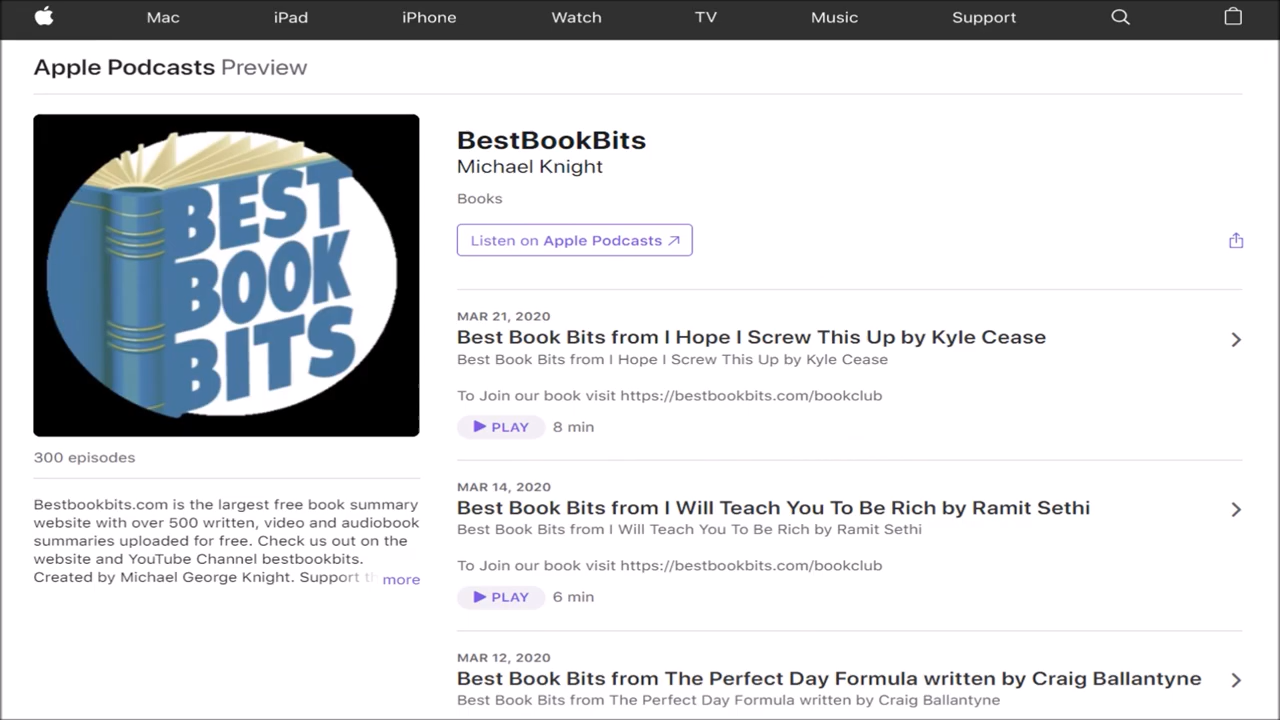 Mac iPad iPhone Watch TV Music Support
Apple Podcasts Preview
BEST
BOOK
BITS
300 episodes
Bestbookbits.com is the largest free book summary
website with over 500 written, video and audiobook
summaries uploaded for free. Check us out on the
website and YouTube Channel bestbookbits.
Created by Michael George Knight. Support more
BestBookBits
Michael Knight
Books
Listen on Apple Podcasts
MAR 21, 2020
Best Book Bits from I Hope I Screw This Up by Kyle Cease
Best Book Bits from I Hope I Screw This Up by Kyle Cease
To Join our book visit https://bestbookbits.com/bookclub
PLAY 8 min
MAR 14, 2020
Best Book Bits from I Will Teach You To Be Rich by Ramit Sethi
Best Book Bits from I Will Teach You To Be Rich by Ramit Sethi
To Join our book visit https://bestbookbits.com/bookclub
PLAY 6 min
MAR 12, 2020
Best Book Bits from The Perfect Day Formula written by Craig Ballantyne
Best Book Bits from The Perfect Day Formula written by Craig Ballantyne